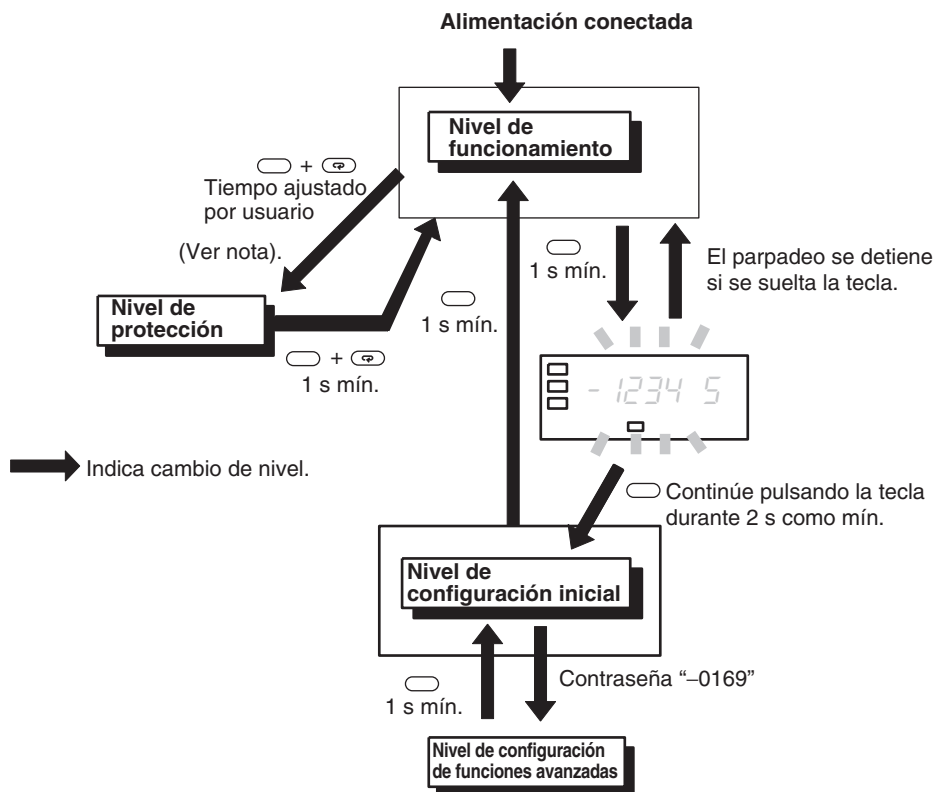 Alimentación conectada
Nivel de
funcionamiento
+
Tiempo ajustado
por usuario
(Ver nota).
Nivel de
protección
+
1 s mín.
1 s mín.
1 s mín.
El parpadeo se detiene
si se suelta la tecla.
-1234 5
Indica cambio de nivel.
Continúe pulsando la tecla
durante 2 s como mín.
Nivel de
configuración inicial
1 s mín.
Contraseña “–0169”
Nivel de configuración
de funciones avanzadas